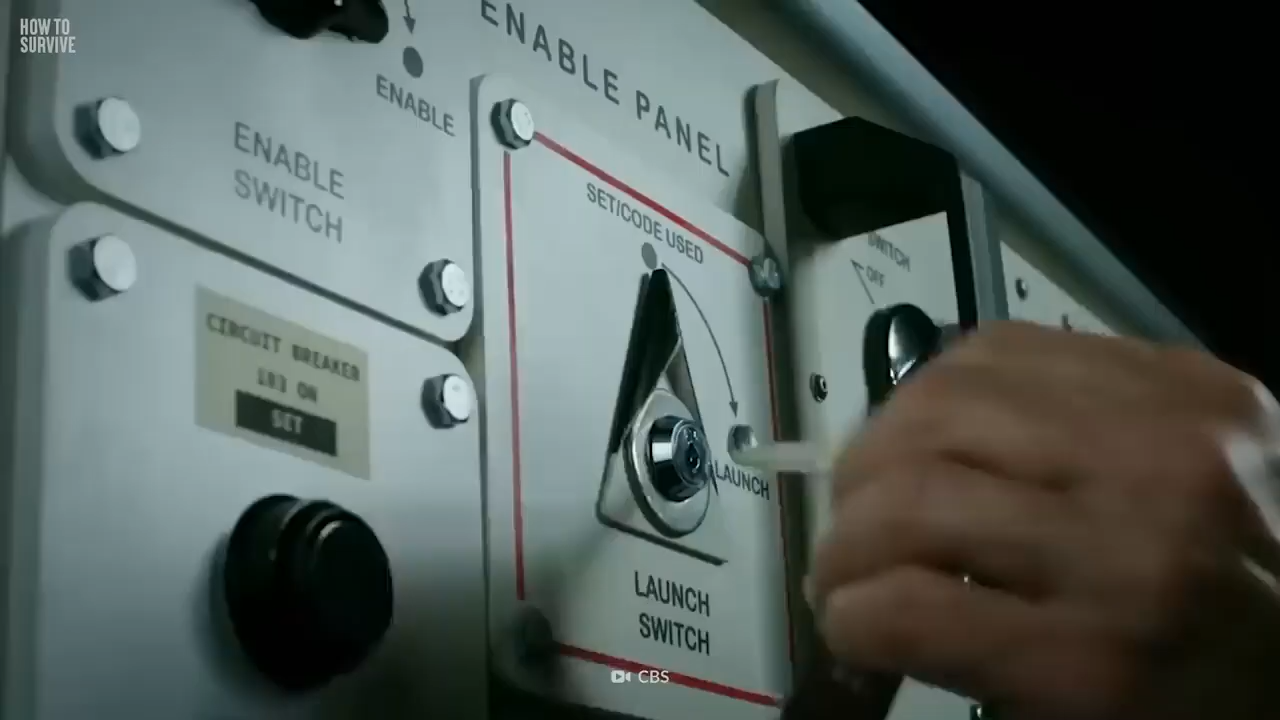 HOW TO
SURVIVE
ENABLE PANEL
ENABLE
ENABLE
SWITCH
SET/CODE USED
SWITCH
OFF
CIRCUIT BREAKER
ON
SET
LAUNCH
LAUNCH
SWITCH
CBS